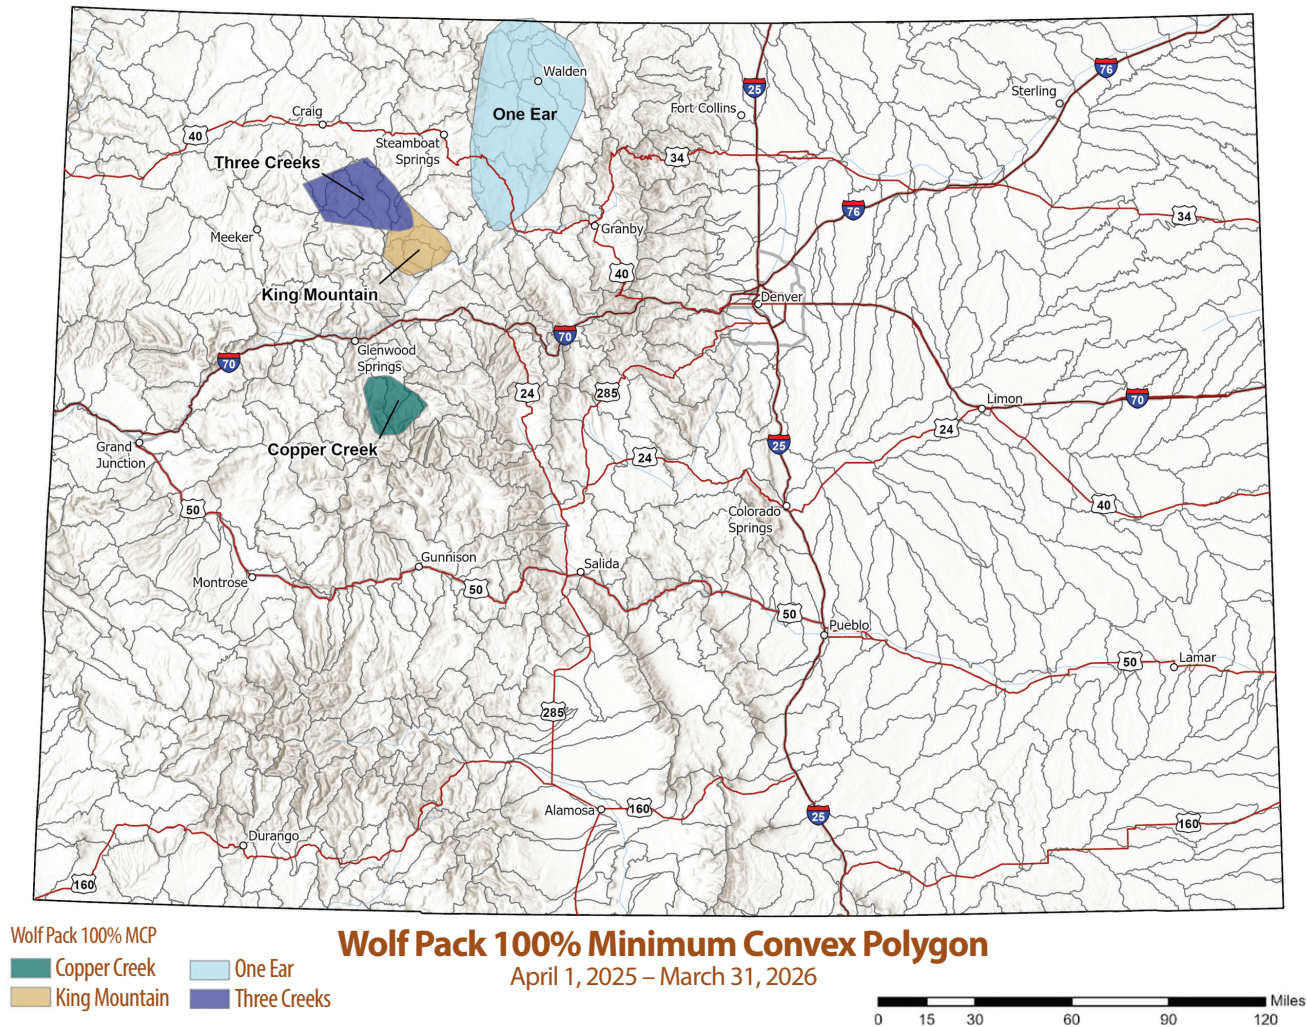 Walden
76
25
Sterling
Fort Collins
One Ear
Craig
40
Steamboat
Springs
34
Three Creeks
76
34
Meeker
Granby
40
King Mountain
Denver
70
Glenwood
Springs
70
24
285
Limon
70
24
Copper Creek
Grand
Junction
25
24
50
40
Colorado
Springs
Gunnison
Salida
Montrose
50
50
Pueblo
50
Lamar
285
Alamosa
160
25
160
Durango
160
Wolf Pack 100% MCP
Copper Creek
One Ear
King Mountain
Three Creeks
Wolf Pack 100% Minimum Convex Polygon
April 1, 2025 – March 31, 2026
Miles
0 15 30 60 90 120